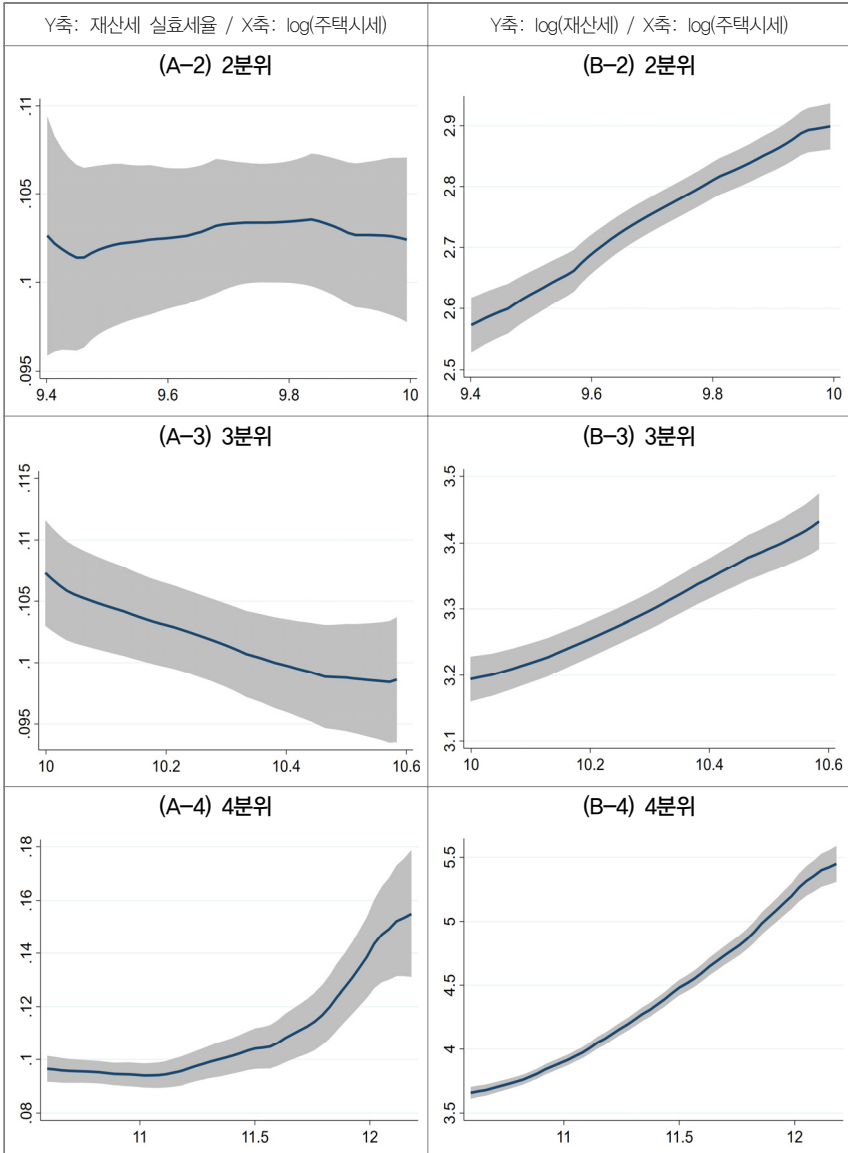 Y축: 재산세 실효세율 / X축: log(주택시세)
Y축: log(재산세) / X축: log(주택시세)
(A-2) 2분위
.11
.105
.1
.095
9.4 9.6 9.8 10
(B-2) 2분위
2.9
2.8
2.7
2.6
2.5
9.4 9.6 9.8 10
(A-3) 3분위
.115
.11
.105
.1
.095
10 10.2 10.4 10.6
(B-3) 3분위
3.5
3.4
3.3
3.2
3.1
10 10.2 10.4 10.6
(A-4) 4분위
.18
.16
.14
.12
.1
.08
11 11.5 12
(B-4) 4분위
5.5
5
4.5
4
3.5
11 11.5 12